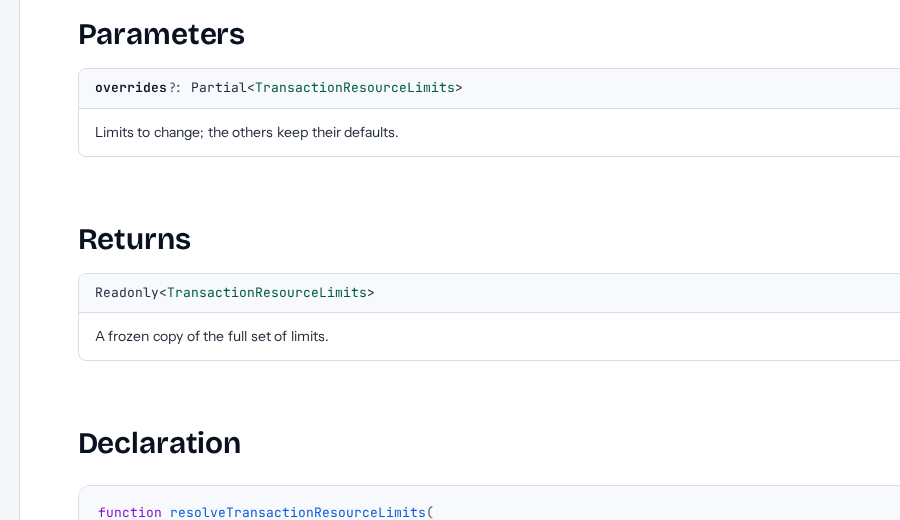 Parameters
overrides?: Partial<TransactionResourceLimits>
Limits to change; the others keep their defaults.
Returns
Readonly<TransactionResourceLimits>
A frozen copy of the full set of limits.
Declaration
function resolveTransactionResourceLimits(